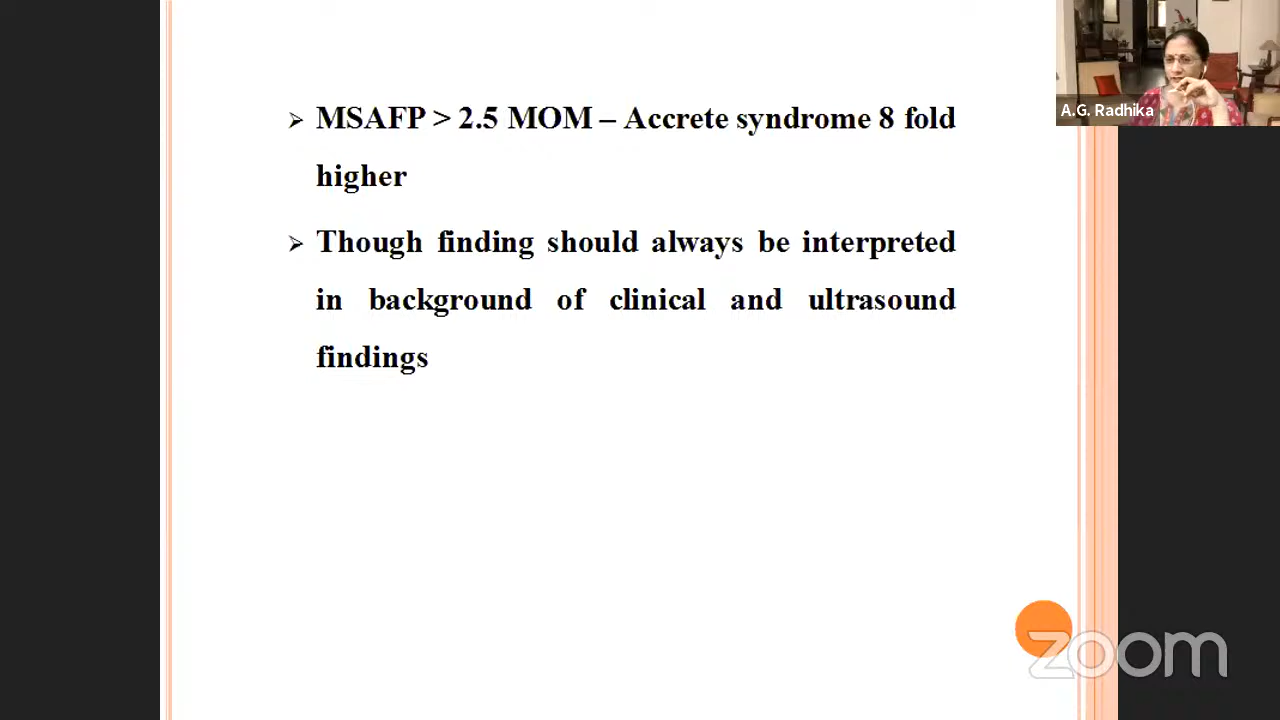 ➢ MSAFP > 2.5 MOM – Accrete syndrome 8 fold
higher
➢ Though finding should always be interpreted
in background of clinical and ultrasound
findings
A.G. Radhika
zoom